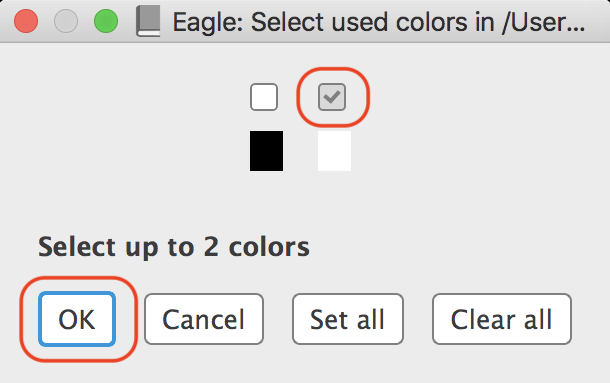 Eagle: Select used colors in /User...
Select up to 2 colors
OK Cancel Set all Clear all